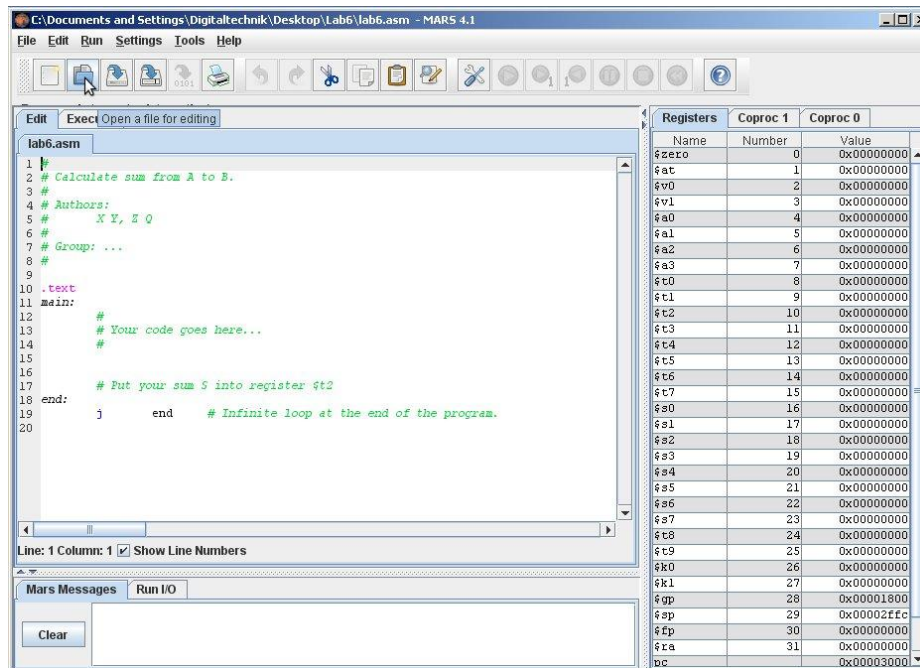 C:\Documents and Settings\Digitaltechnik\Desktop\Lab6\lab6.asm - MARS 4.1
File Edit Run Settings Tools Help
Edit Execu
Open a file for editing
lab6.asm
1 #
2 # Calculate sum from A to B.
3 #
4 # Authors:
5 # X Y, Z Q
6 #
7 # Group: ...
8 #
9
10 .text
11 main:
12 #
13 # Your code goes here...
14 #
15
16
17 # Put your sum S into register $t2
18 end:
19 j end # Infinite loop at the end of the program.
20
Line: 1 Column: 1 Show Line Numbers
Mars Messages Run I/O
Clear
Registers Coproc 1 Coproc 0
Name Number Value
$zero 0 0x00000000
$at 1 0x00000000
$v0 2 0x00000000
$v1 3 0x00000000
$a0 4 0x00000000
$a1 5 0x00000000
$a2 6 0x00000000
$a3 7 0x00000000
$t0 8 0x00000000
$t1 9 0x00000000
$t2 10 0x00000000
$t3 11 0x00000000
$t4 12 0x00000000
$t5 13 0x00000000
$t6 14 0x00000000
$t7 15 0x00000000
$s0 16 0x00000000
$s1 17 0x00000000
$s2 18 0x00000000
$s3 19 0x00000000
$s4 20 0x00000000
$s5 21 0x00000000
$s6 22 0x00000000
$s7 23 0x00000000
$t8 24 0x00000000
$t9 25 0x00000000
$k0 26 0x00000000
$k1 27 0x00000000
$gp 28 0x00001800
$sp 29 0x00002ffc
$fp 30 0x00000000
$ra 31 0x00000000
pc 0x00003000